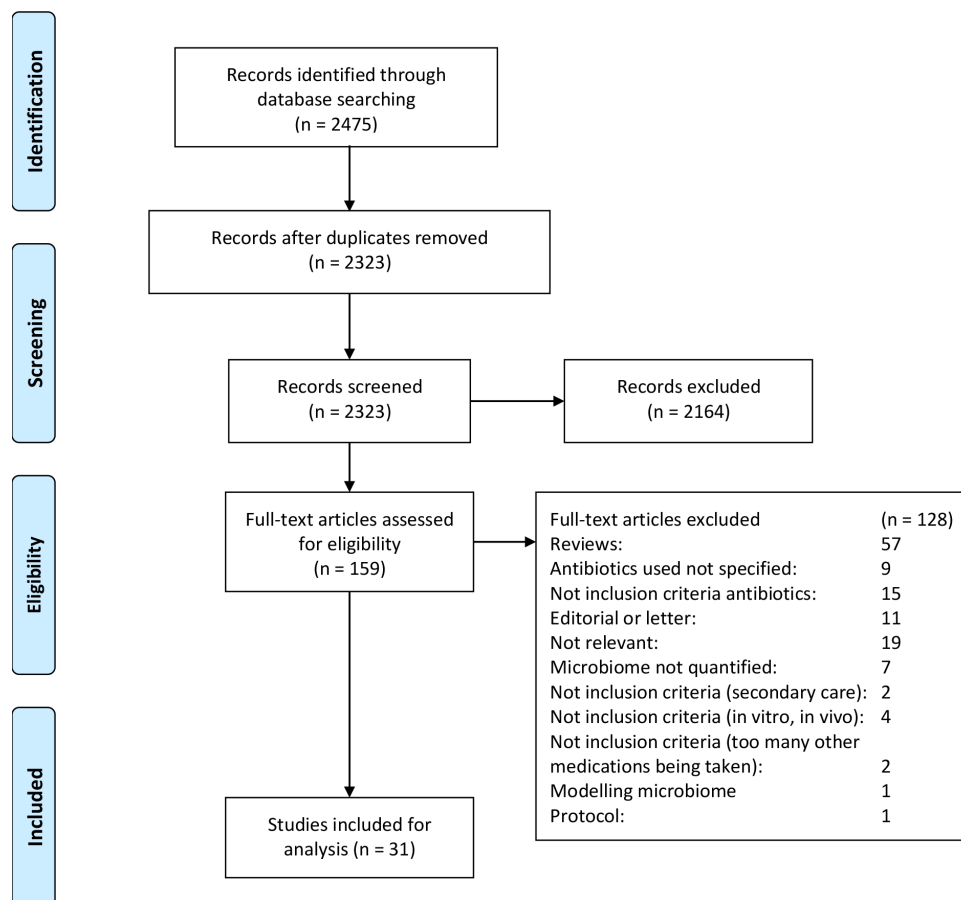 Identification
Records identified through
database searching
(n = 2475)
Records after duplicates removed
(n = 2323)
Screening
Records screened
(n = 2323)
Records excluded
(n = 2164)
Eligibility
Full-text articles assessed
for eligibility
(n = 159)
Full-text articles excluded (n = 128)
Reviews: 57
Antibiotics used not specified: 9
Not inclusion criteria antibiotics: 15
Editorial or letter: 11
Not relevant: 19
Microbiome not quantified: 7
Not inclusion criteria (secondary care): 2
Not inclusion criteria (in vitro, in vivo): 4
Not inclusion criteria (too many other
medications being taken): 2
Modelling microbiome 1
Protocol: 1
Included
Studies included for
analysis (n = 31)